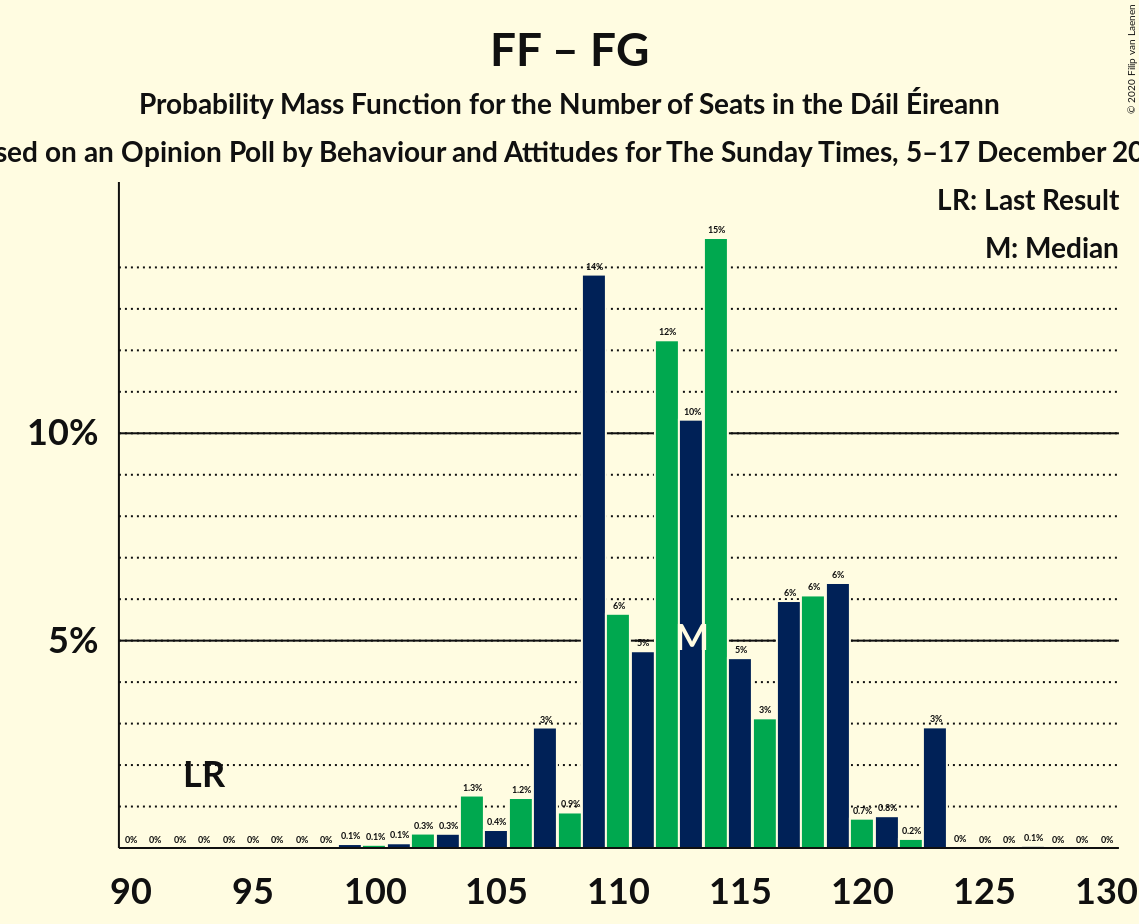 FF – FG
Probability Mass Function for the Number of Seats in the Dáil Éireann
sed on an Opinion Poll by Behaviour and Attitudes for The Sunday Times, 5–17 December 20
© 2020 Filip van Laenen
LR: Last Result
M: Median
10%
5%
0% 0% 0% 0% 0% 0% 0% 0% 0% 0.1% 0.1% 0.1% 0.3% 0.3% 1.3% 0.4% 1.2% 3% 0.9% 14% 6% 5% 12% 10% 15% 5% 3% 6% 6% 6% 0.7% 0.8% 0.2% 3% 0% 0% 0% 0.1% 0% 0% 0%
LR
M
90 95 100 105 110 115 120 125 130